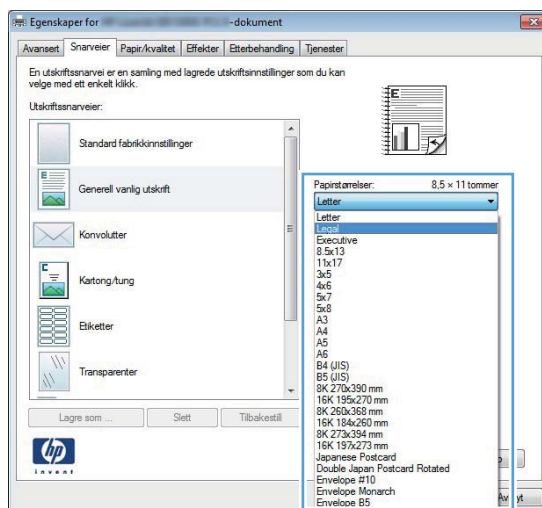 Egenskaper for -dokument
Avansert Snarveier Papir/kvalitet Effekter Etterbehandling Tjenester
En utskriftssnarvei er en samling med lagrede utskriftsinnstillinger som du kan
velge med ett enkelt klikk.
Utskriftssnarveier:
Standard fabrikkinnstillinger
Generell vanlig utskrift
Konvolutter
Kartong/tung
Etiketter
Transparenter
Lagre som ... Slett Tilbakestill
hp
invent
E
E
E
C
Papirstørrelser: 8,5 × 11 tommer
Letter
Letter
Legal
Executive
8.5x13
11x17
3x5
4x6
5x7
5x8
A3
A4
A5
A6
B4 (JIS)
B5 (JIS)
8K 270x390 mm
16K 195x270 mm
8K 260x368 mm
16K 184x260 mm
8K 273x394 mm
16K 197x273 mm
Japanese Postcard
Double Japan Postcard Rotated
Envelope #10
Envelope Monarch
Envelope B5